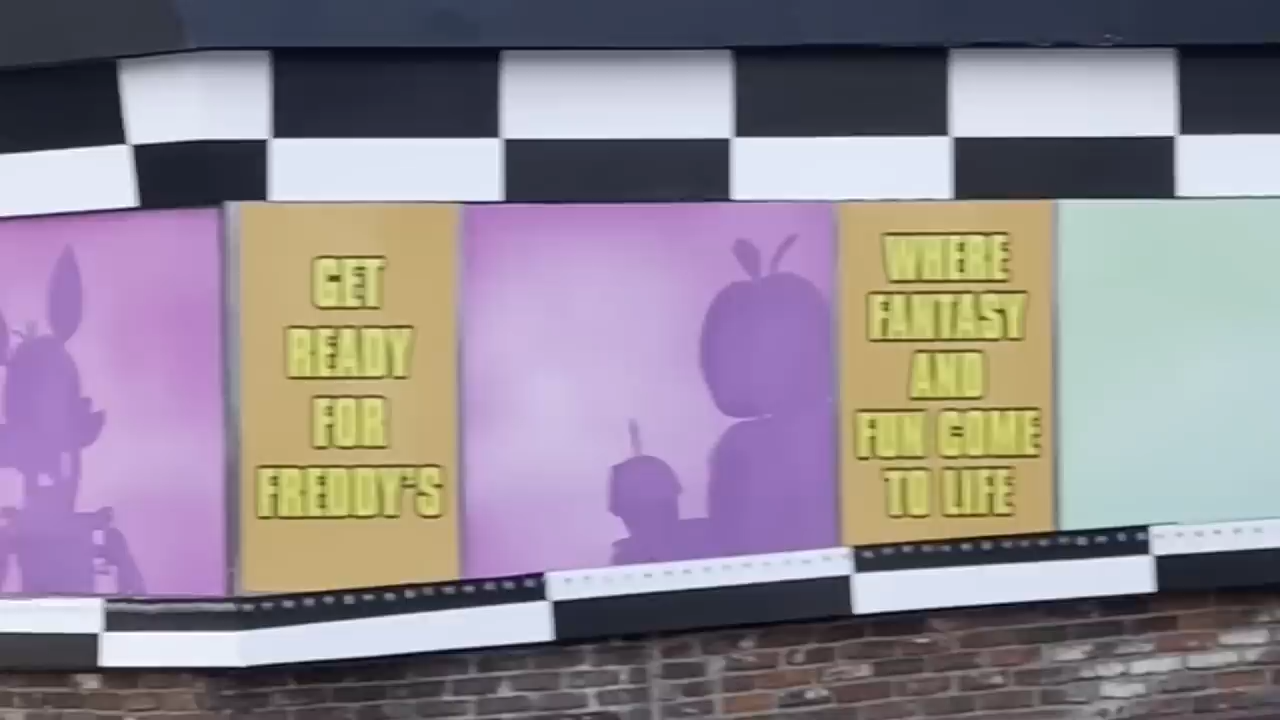 GET
READY
FOR
FREDDY'S
WHERE
FANTASY
AND
FUN COME
TO LIFE